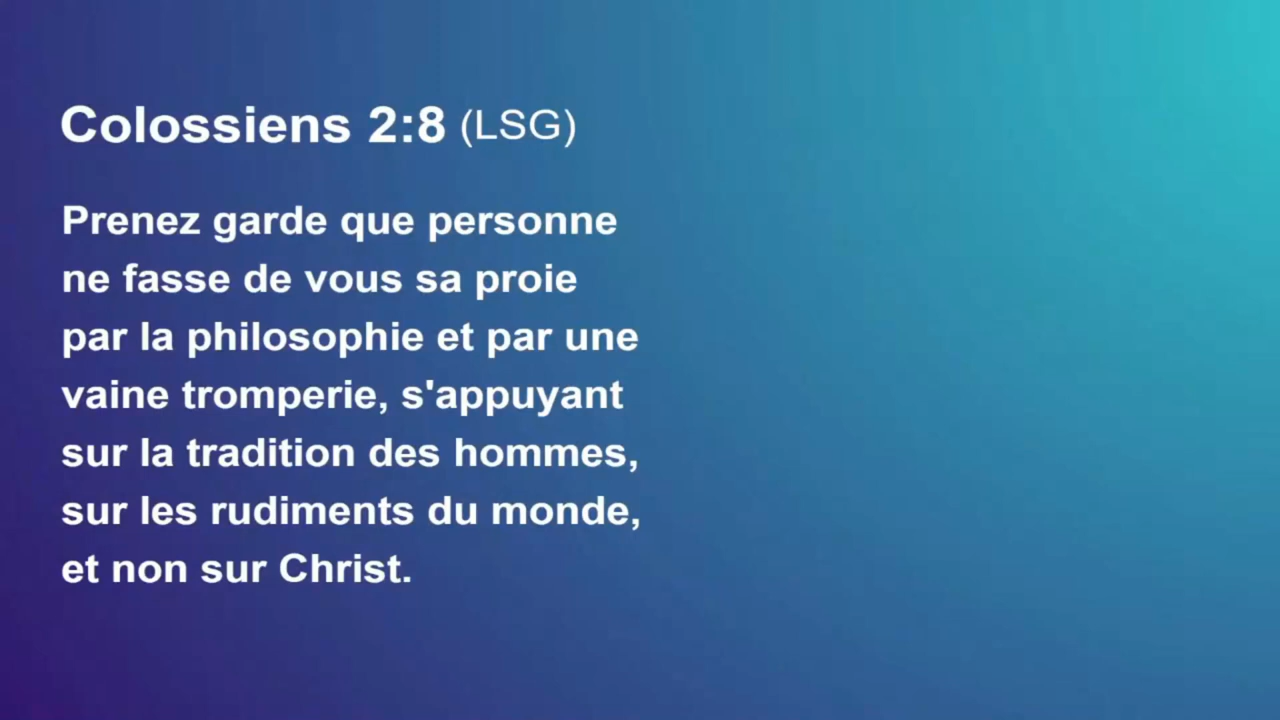 Colossiens 2:8 (LSG)
Prenez garde que personne
ne fasse de vous sa proie
par la philosophie et par une
vaine tromperie, s'appuyant
sur la tradition des hommes,
sur les rudiments du monde,
et non sur Christ.